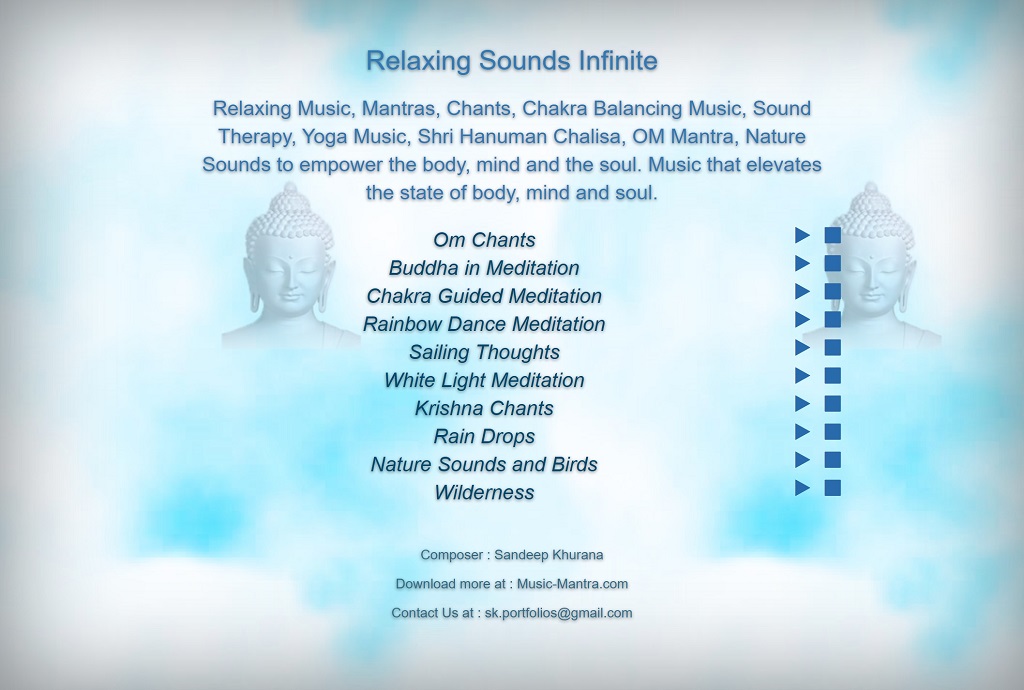 Relaxing Sounds Infinite
Relaxing Music, Mantras, Chants, Chakra Balancing Music, Sound
Therapy, Yoga Music, Shri Hanuman Chalisa, OM Mantra, Nature
Sounds to empower the body, mind and the soul. Music that elevates
the state of body, mind and soul.
Om Chants
Buddha in Meditation
Chakra Guided Meditation
Rainbow Dance Meditation
Sailing Thoughts
White Light Meditation
Krishna Chants
Rain Drops
Nature Sounds and Birds
Wilderness
Composer : Sandeep Khurana
Download more at : Music-Mantra.com
Contact Us at : sk.portfolios@gmail.com